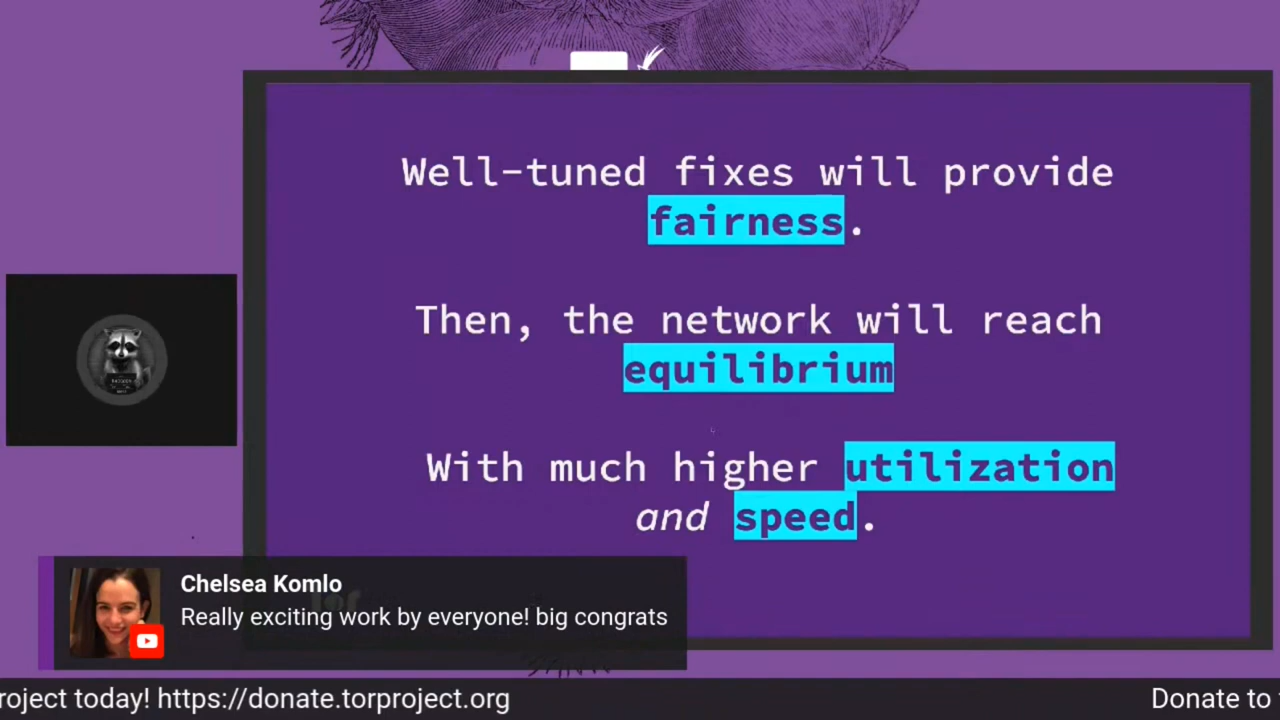 Well-tuned fixes will provide
fairness.
Then, the network will reach
equilibrium
With much higher utilization
and speed.
Chelsea Komlo
Really exciting work by everyone! big congrats
roject today! https://donate.torproject.org
Donate to